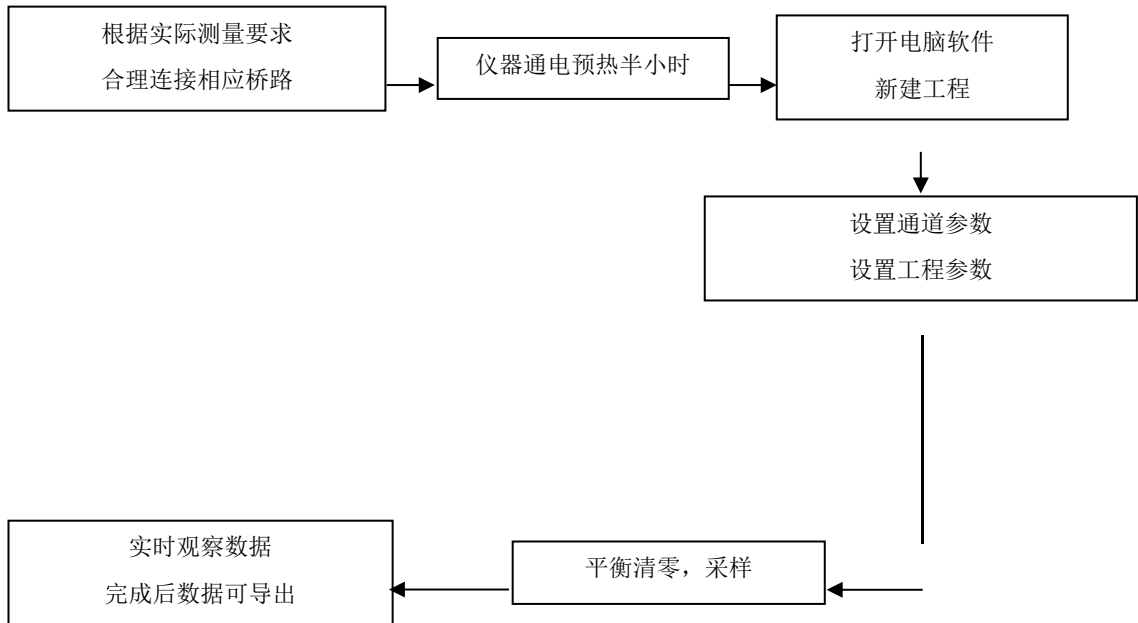 根据实际测量要求
合理连接相应桥路
仪器通电预热半小时
打开电脑软件
新建工程
设置通道参数
设置工程参数
平衡清零，采样
实时观察数据
完成后数据可导出